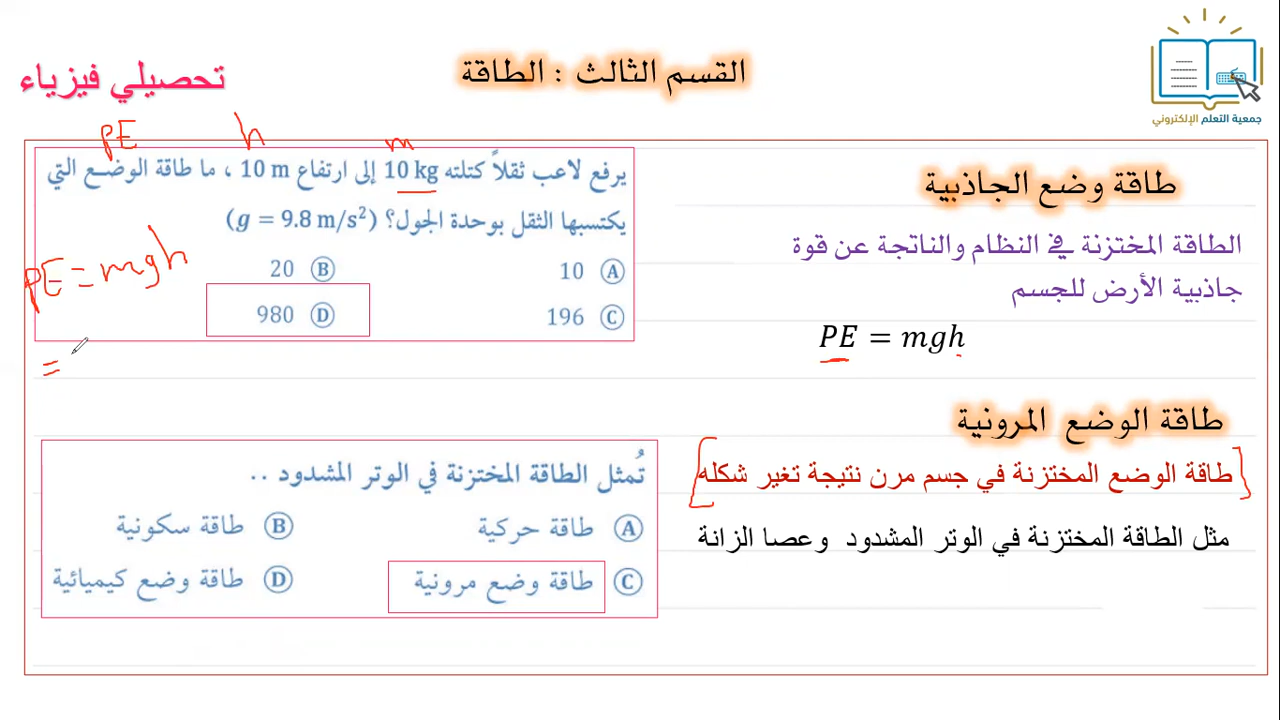 القسم الثالث : الطاقة
تحصيلي فيزياء
جمعية التعلم الإلكتروني
طاقة وضع الجاذبية
الطاقة المختزنة في النظام والناتجة عن قوة
جاذبية الأرض للجسم
PE = mgh
طاقة الوضع المرونية
طاقة الوضع المختزنة في جسم مرن نتيجة تغير شكله
مثل الطاقة المختزنة في الوتر المشدود وعصا الزانة
m h PE
يرفع لاعب ثقلاً كتلته 10 kg إلى ارتفاع 10 m ، ما طاقة الوضع التي
يكتسبها الثقل بوحدة الجول؟ (g = 9.8 m/s²)
A 10 B 20
C 196 D 980
PE = mgh
=
تُمثل الطاقة المختزنة في الوتر المشدود ..
A طاقة حركية B طاقة سكونية
C طاقة وضع مرونية D طاقة وضع كيميائية